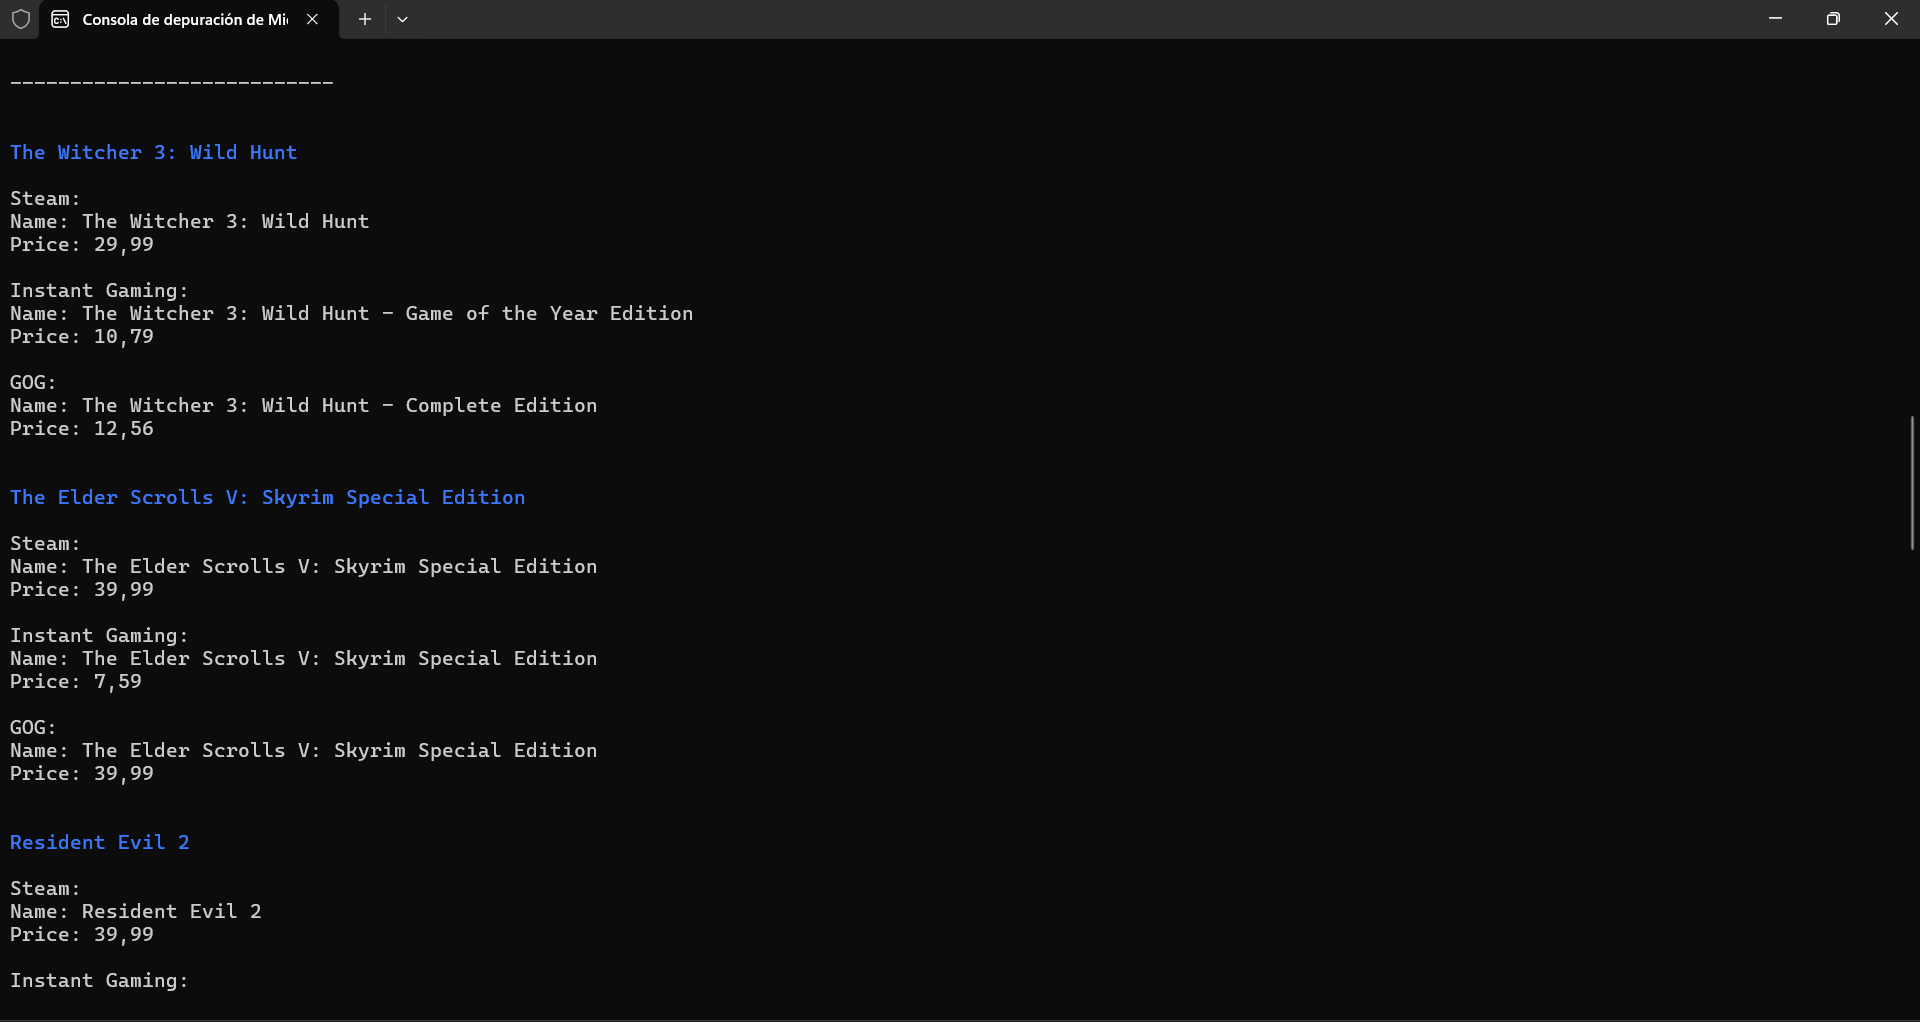 Consola de depuración de Mi
---------------------------
The Witcher 3: Wild Hunt
Steam:
Name: The Witcher 3: Wild Hunt
Price: 29,99
Instant Gaming:
Name: The Witcher 3: Wild Hunt - Game of the Year Edition
Price: 10,79
GOG:
Name: The Witcher 3: Wild Hunt - Complete Edition
Price: 12,56
The Elder Scrolls V: Skyrim Special Edition
Steam:
Name: The Elder Scrolls V: Skyrim Special Edition
Price: 39,99
Instant Gaming:
Name: The Elder Scrolls V: Skyrim Special Edition
Price: 7,59
GOG:
Name: The Elder Scrolls V: Skyrim Special Edition
Price: 39,99
Resident Evil 2
Steam:
Name: Resident Evil 2
Price: 39,99
Instant Gaming: